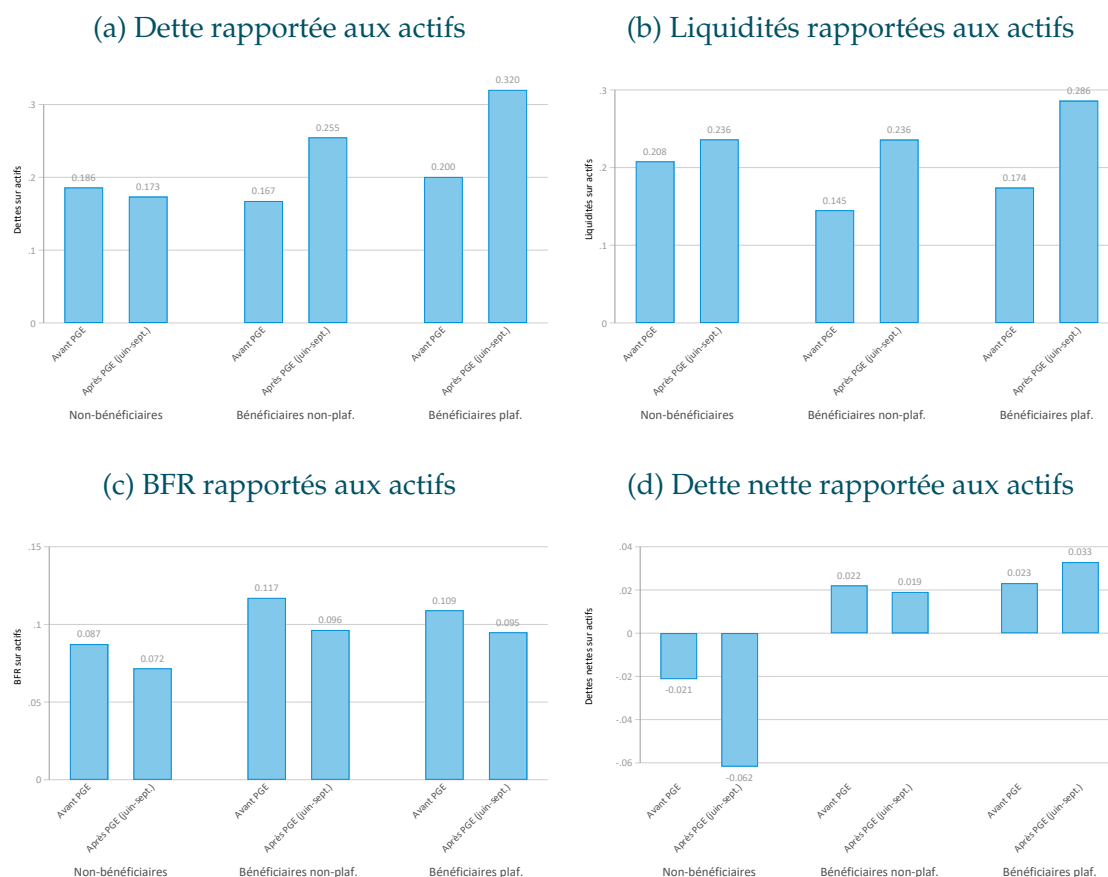 (a) Dette rapportée aux actifs
Dettes sur actifs
.3
.2
.1
0
0.186
0.173
0.167
0.255
0.200
0.320
Avant PGE
Après PGE (juin-sept.)
Avant PGE
Après PGE (juin-sept.)
Avant PGE
Après PGE (juin-sept.)
Non-bénéficiaires
Bénéficiaires non-plaf.
Bénéficiaires plaf.
(b) Liquidités rapportées aux actifs
Liquidités sur actifs
.3
.2
.1
0
0.208
0.236
0.145
0.236
0.174
0.286
Avant PGE
Après PGE (juin-sept.)
Avant PGE
Après PGE (juin-sept.)
Avant PGE
Après PGE (juin-sept.)
Non-bénéficiaires
Bénéficiaires non-plaf.
Bénéficiaires plaf.
(c) BFR rapportés aux actifs
BFR sur actifs
.15
.1
.05
0
0.087
0.072
0.117
0.096
0.109
0.095
Avant PGE
Après PGE (juin-sept.)
Avant PGE
Après PGE (juin-sept.)
Avant PGE
Après PGE (juin-sept.)
Non-bénéficiaires
Bénéficiaires non-plaf.
Bénéficiaires plaf.
(d) Dette nette rapportée aux actifs
Dettes nettes sur actifs
.04
.02
0
-.02
-.04
-.06
-0.021
-0.062
0.022
0.019
0.023
0.033
Avant PGE
Après PGE (juin-sept.)
Avant PGE
Après PGE (juin-sept.)
Avant PGE
Après PGE (juin-sept.)
Non-bénéficiaires
Bénéficiaires non-plaf.
Bénéficiaires plaf.